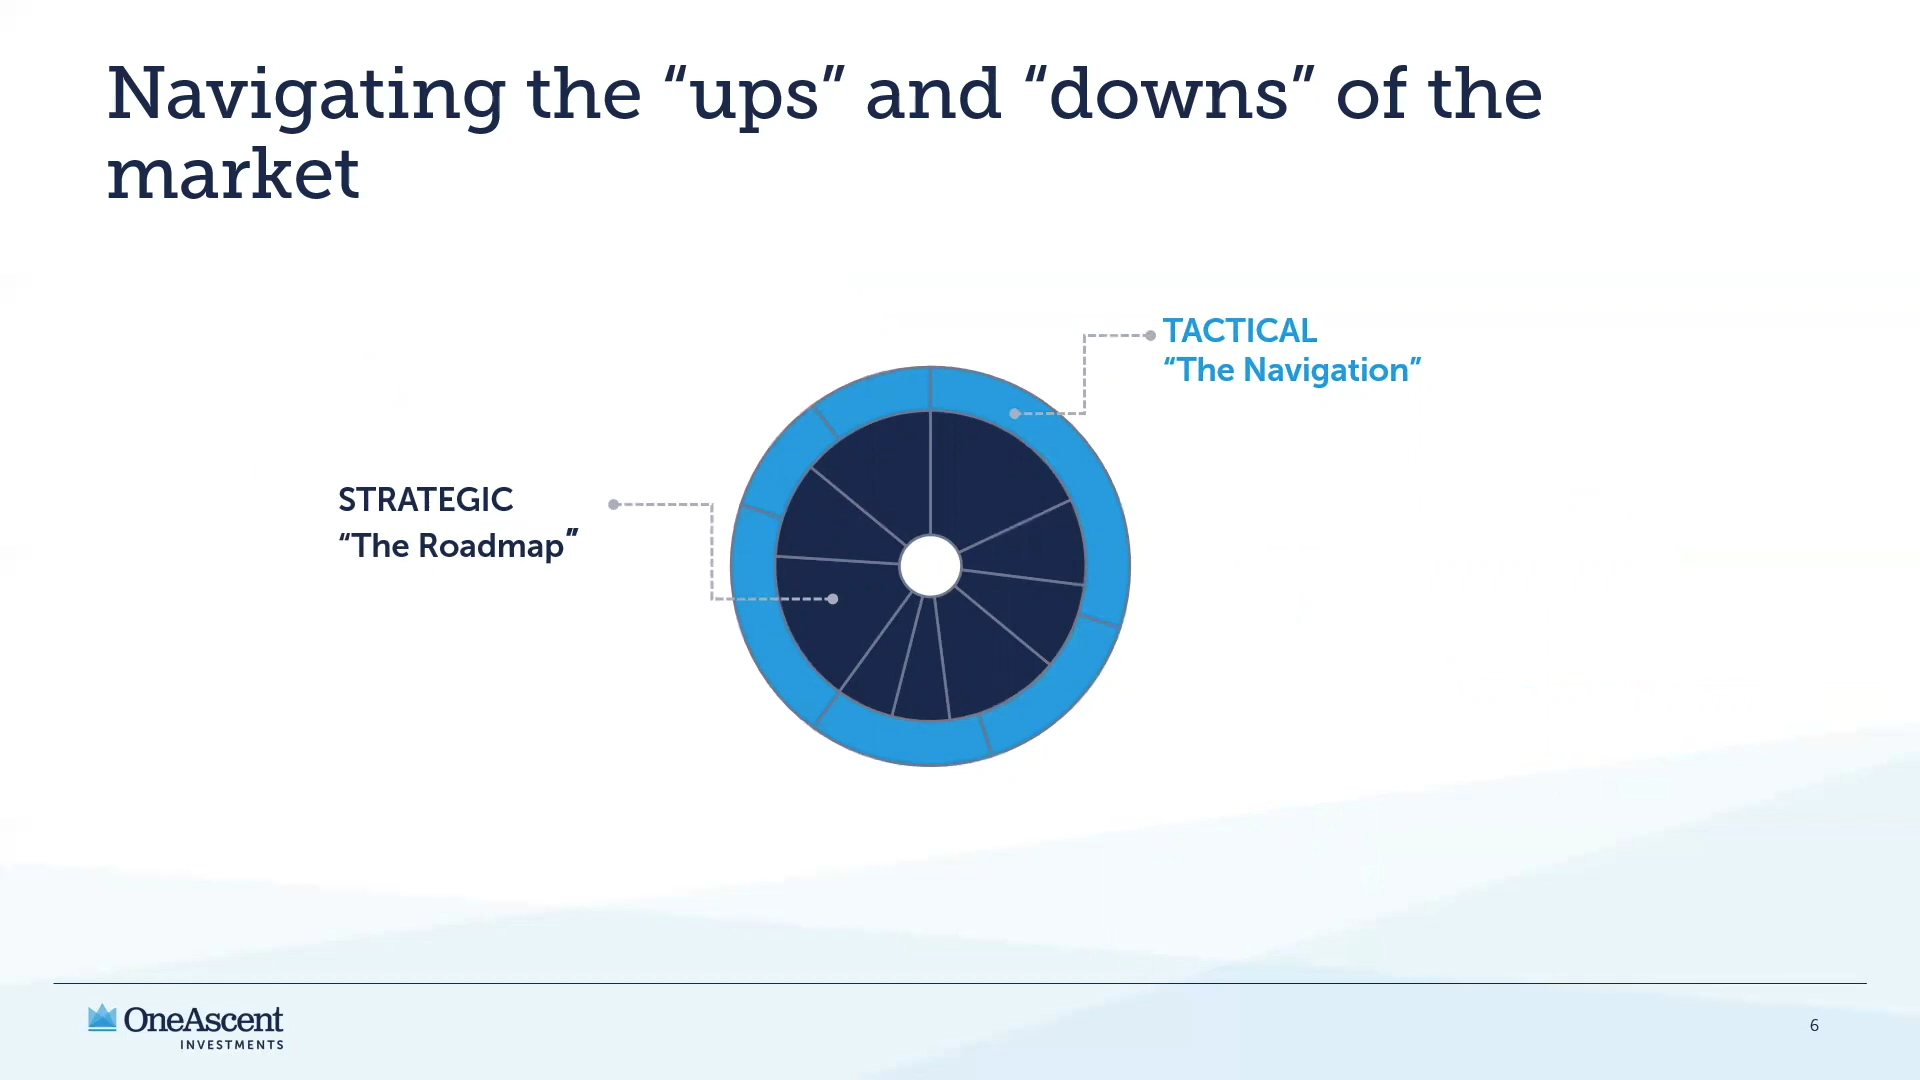 Navigating the “ups” and “downs” of the
market
TACTICAL
“The Navigation”
STRATEGIC
“The Roadmap”
OneAscent
INVESTMENTS
6